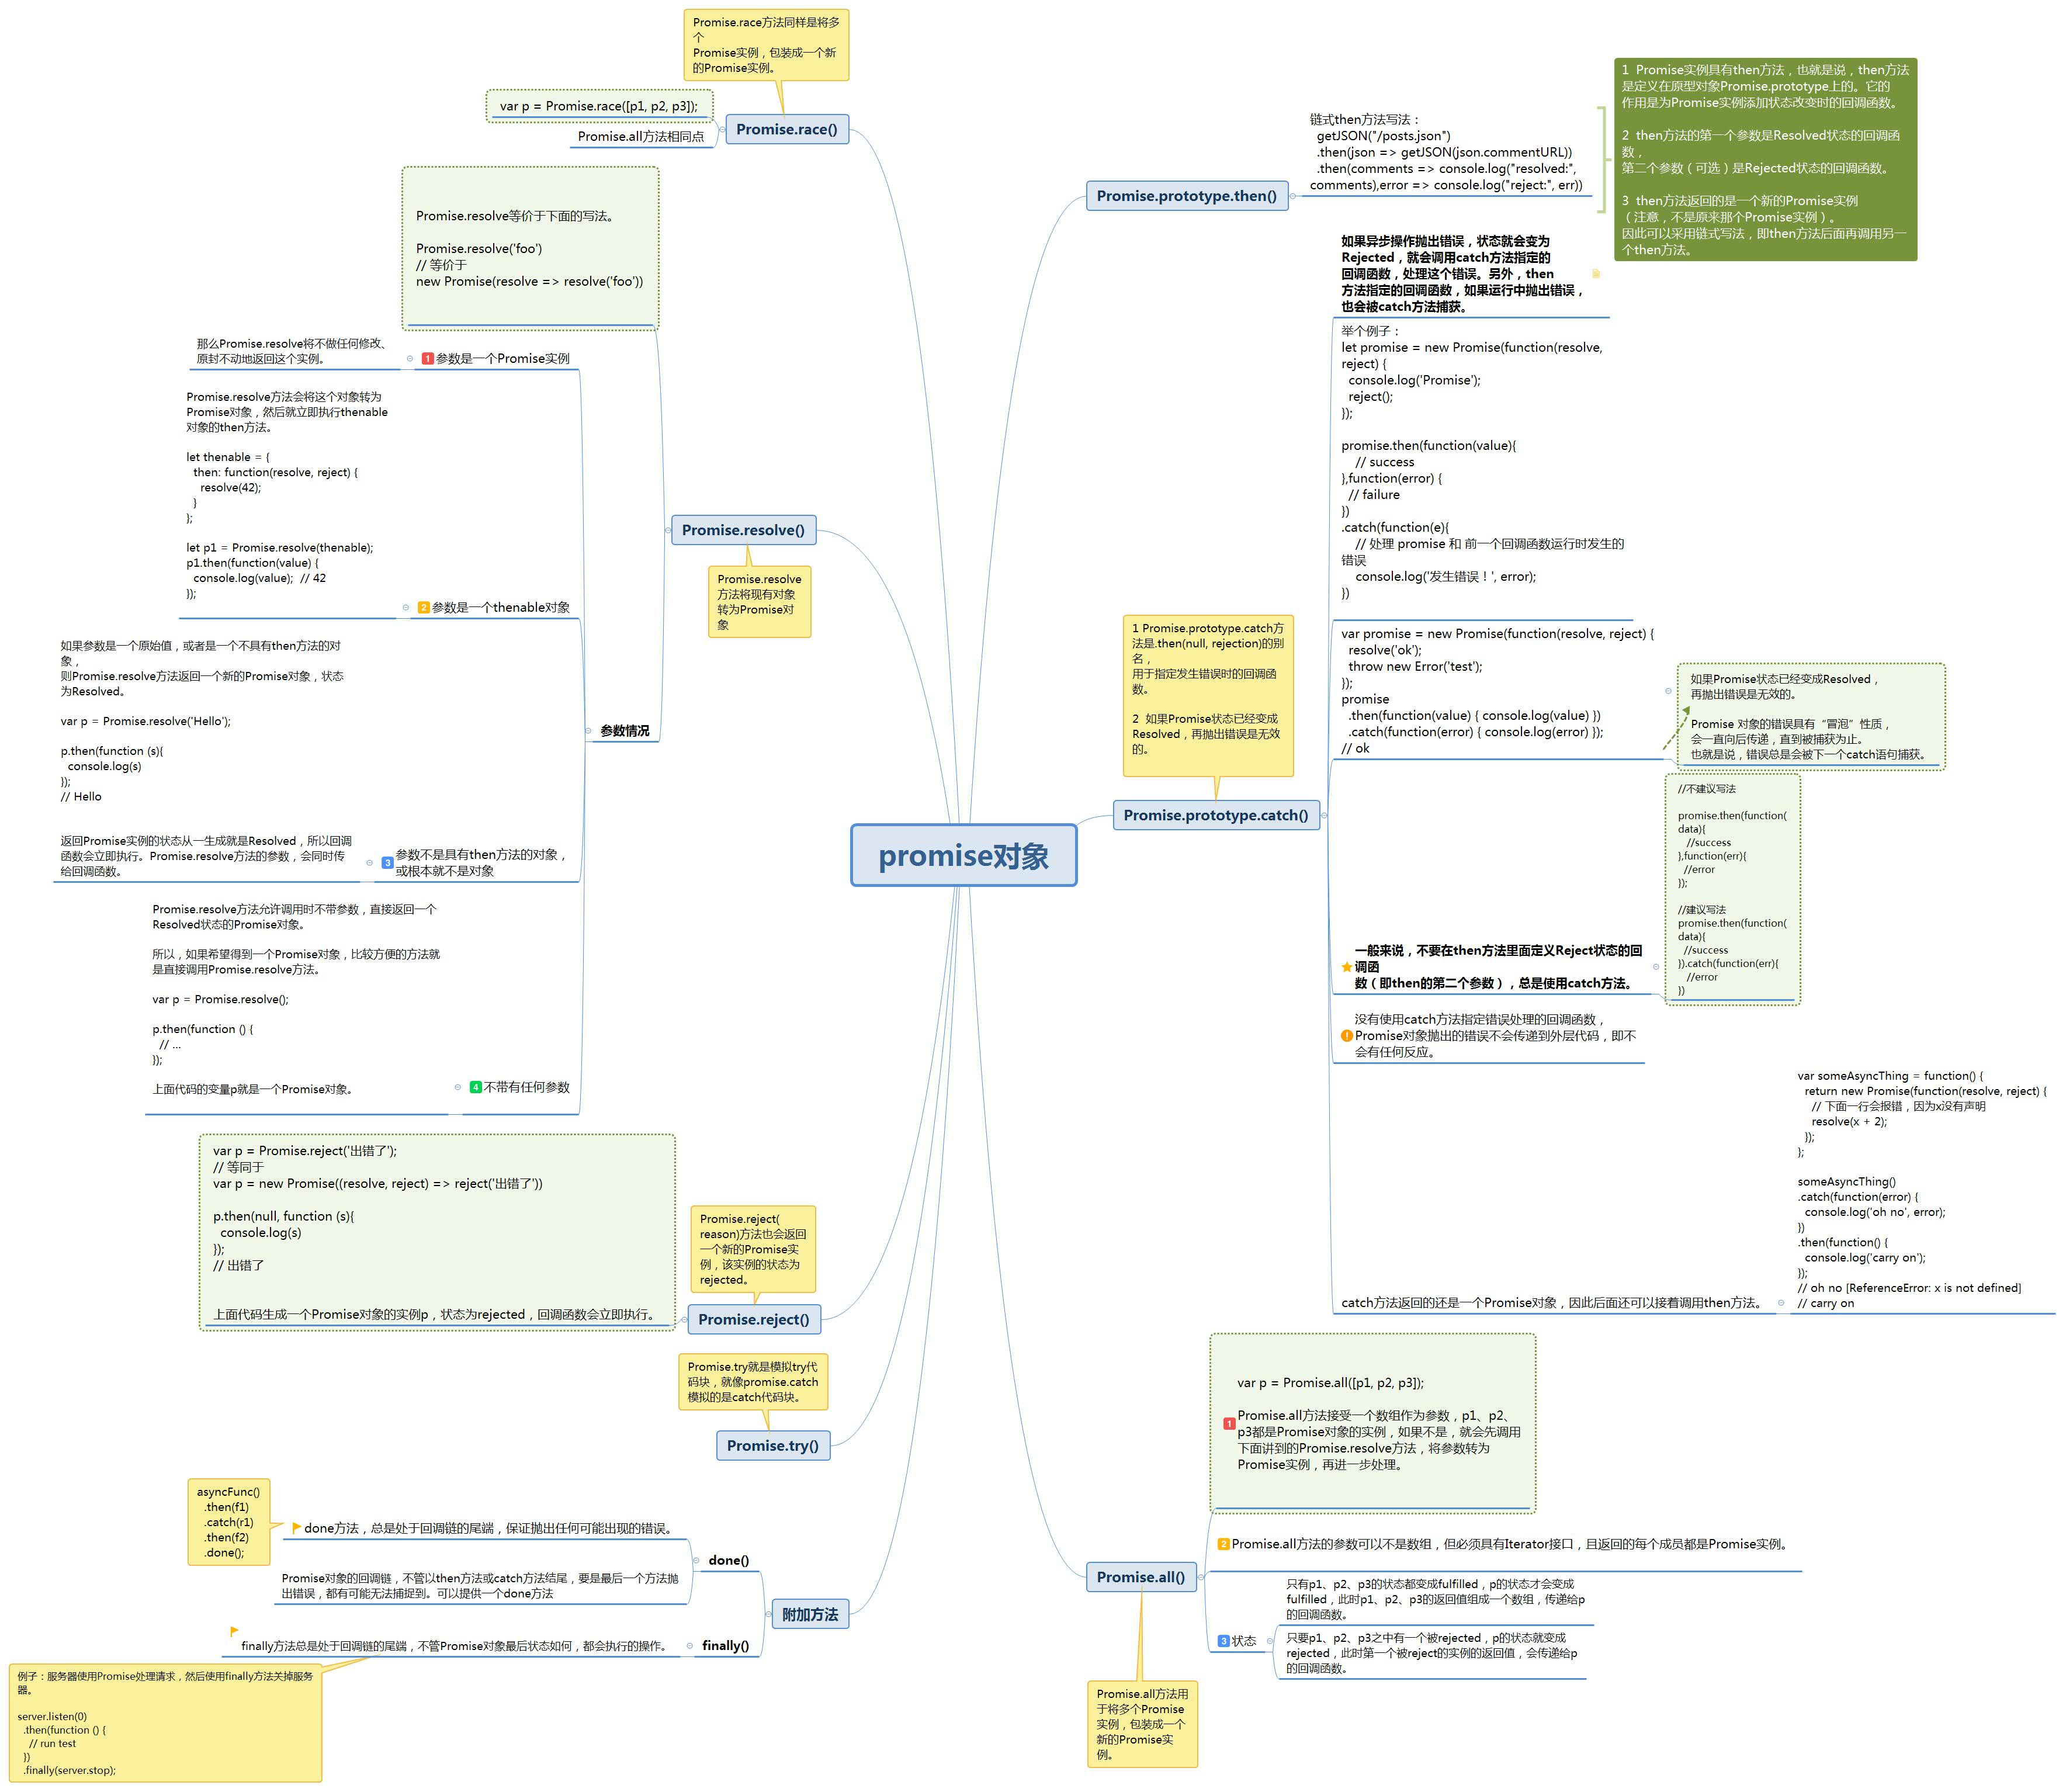 promise对象
Promise.prototype.then()
链式then方法写法：
getJSON("/posts.json")
.then(json => getJSON(json.commentURL))
.then(comments => console.log("resolved:",
comments),error => console.log("reject:", err))
1  Promise实例具有then方法，也就是说，then方法
是定义在原型对象Promise.prototype上的。它的
作用是为Promise实例添加状态改变时的回调函数。
2  then方法的第一个参数是Resolved状态的回调函
数，
第二个参数（可选）是Rejected状态的回调函数。
3  then方法返回的是一个新的Promise实例
（注意，不是原来那个Promise实例）。
因此可以采用链式写法，即then方法后面再调用另一
个then方法。
Promise.prototype.catch()
1 Promise.prototype.catch方
法是.then(null, rejection)的别
名，
用于指定发生错误时的回调函
数。
2  如果Promise状态已经变成
Resolved，再抛出错误是无效
的。
如果异步操作抛出错误，状态就会变为
Rejected，就会调用catch方法指定的
回调函数，处理这个错误。另外，then
方法指定的回调函数，如果运行中抛出错误，
也会被catch方法捕获。
举个例子：
let promise = new Promise(function(resolve,
reject) {
console.log('Promise');
reject();
});
promise.then(function(value){
// success
},function(error) {
// failure
})
.catch(function(e){
// 处理 promise 和 前一个回调函数运行时发生的
错误
console.log('发生错误！', error);
})
var promise = new Promise(function(resolve, reject) {
resolve('ok');
throw new Error('test');
});
promise
.then(function(value) { console.log(value) })
.catch(function(error) { console.log(error) });
// ok
如果Promise状态已经变成Resolved，
再抛出错误是无效的。
Promise 对象的错误具有“冒泡”性质，
会一直向后传递，直到被捕获为止。
也就是说，错误总是会被下一个catch语句捕获。
一般来说，不要在then方法里面定义Reject状态的回
调函
数（即then的第二个参数），总是使用catch方法。
//不建议写法
promise.then(function(
data){
//success
},function(err){
//error
});
//建议写法
promise.then(function(
data){
//success
}).catch(function(err){
//error
})
没有使用catch方法指定错误处理的回调函数，
Promise对象抛出的错误不会传递到外层代码，即不
会有任何反应。
catch方法返回的还是一个Promise对象，因此后面还可以接着调用then方法。
var someAsyncThing = function() {
return new Promise(function(resolve, reject) {
// 下面一行会报错，因为x没有声明
resolve(x + 2);
});
};
someAsyncThing()
.catch(function(error) {
console.log('oh no', error);
})
.then(function() {
console.log('carry on');
});
// oh no [ReferenceError: x is not defined]
// carry on
Promise.all()
Promise.all方法用
于将多个Promise
实例，包装成一个
新的Promise实
例。
var p = Promise.all([p1, p2, p3]);
1
Promise.all方法接受一个数组作为参数，p1、p2、
p3都是Promise对象的实例，如果不是，就会先调用
下面讲到的Promise.resolve方法，将参数转为
Promise实例，再进一步处理。
2 Promise.all方法的参数可以不是数组，但必须具有Iterator接口，且返回的每个成员都是Promise实例。
3 状态
只有p1、p2、p3的状态都变成fulfilled，p的状态才会变成
fulfilled，此时p1、p2、p3的返回值组成一个数组，传递给p
的回调函数。
只要p1、p2、p3之中有一个被rejected，p的状态就变成
rejected，此时第一个被reject的实例的返回值，会传递给p
的回调函数。
Promise.race()
Promise.race方法同样是将多
个
Promise实例，包装成一个新
的Promise实例。
var p = Promise.race([p1, p2, p3]);
Promise.all方法相同点
Promise.resolve()
Promise.resolve
方法将现有对象
转为Promise对
象
Promise.resolve等价于下面的写法。
Promise.resolve('foo')
// 等价于
new Promise(resolve => resolve('foo'))
参数情况
1 参数是一个Promise实例
那么Promise.resolve将不做任何修改、
原封不动地返回这个实例。
2 参数是一个thenable对象
Promise.resolve方法会将这个对象转为
Promise对象，然后就立即执行thenable
对象的then方法。
let thenable = {
then: function(resolve, reject) {
resolve(42);
}
};
let p1 = Promise.resolve(thenable);
p1.then(function(value) {
console.log(value);  // 42
});
3 参数不是具有then方法的对象，
或根本就不是对象
如果参数是一个原始值，或者是一个不具有then方法的对
象，
则Promise.resolve方法返回一个新的Promise对象，状态
为Resolved。
var p = Promise.resolve('Hello');
p.then(function (s){
console.log(s)
});
// Hello
返回Promise实例的状态从一生成就是Resolved，所以回调
函数会立即执行。Promise.resolve方法的参数，会同时传
给回调函数。
4 不带有任何参数
Promise.resolve方法允许调用时不带参数，直接返回一个
Resolved状态的Promise对象。
所以，如果希望得到一个Promise对象，比较方便的方法就
是直接调用Promise.resolve方法。
var p = Promise.resolve();
p.then(function () {
// ...
});
上面代码的变量p就是一个Promise对象。
Promise.reject()
Promise.reject(
reason)方法也会返回
一个新的Promise实
例，该实例的状态为
rejected。
var p = Promise.reject('出错了');
// 等同于
var p = new Promise((resolve, reject) => reject('出错了'))
p.then(null, function (s){
console.log(s)
});
// 出错了
上面代码生成一个Promise对象的实例p，状态为rejected，回调函数会立即执行。
Promise.try()
Promise.try就是模拟try代
码块，就像promise.catch
模拟的是catch代码块。
附加方法
done()
done方法，总是处于回调链的尾端，保证抛出任何可能出现的错误。
asyncFunc()
.then(f1)
.catch(r1)
.then(f2)
.done();
Promise对象的回调链，不管以then方法或catch方法结尾，要是最后一个方法抛
出错误，都有可能无法捕捉到。可以提供一个done方法
finally()
finally方法总是处于回调链的尾端，不管Promise对象最后状态如何，都会执行的操作。
例子：服务器使用Promise处理请求，然后使用finally方法关掉服务
器。
server.listen(0)
.then(function () {
// run test
})
.finally(server.stop);